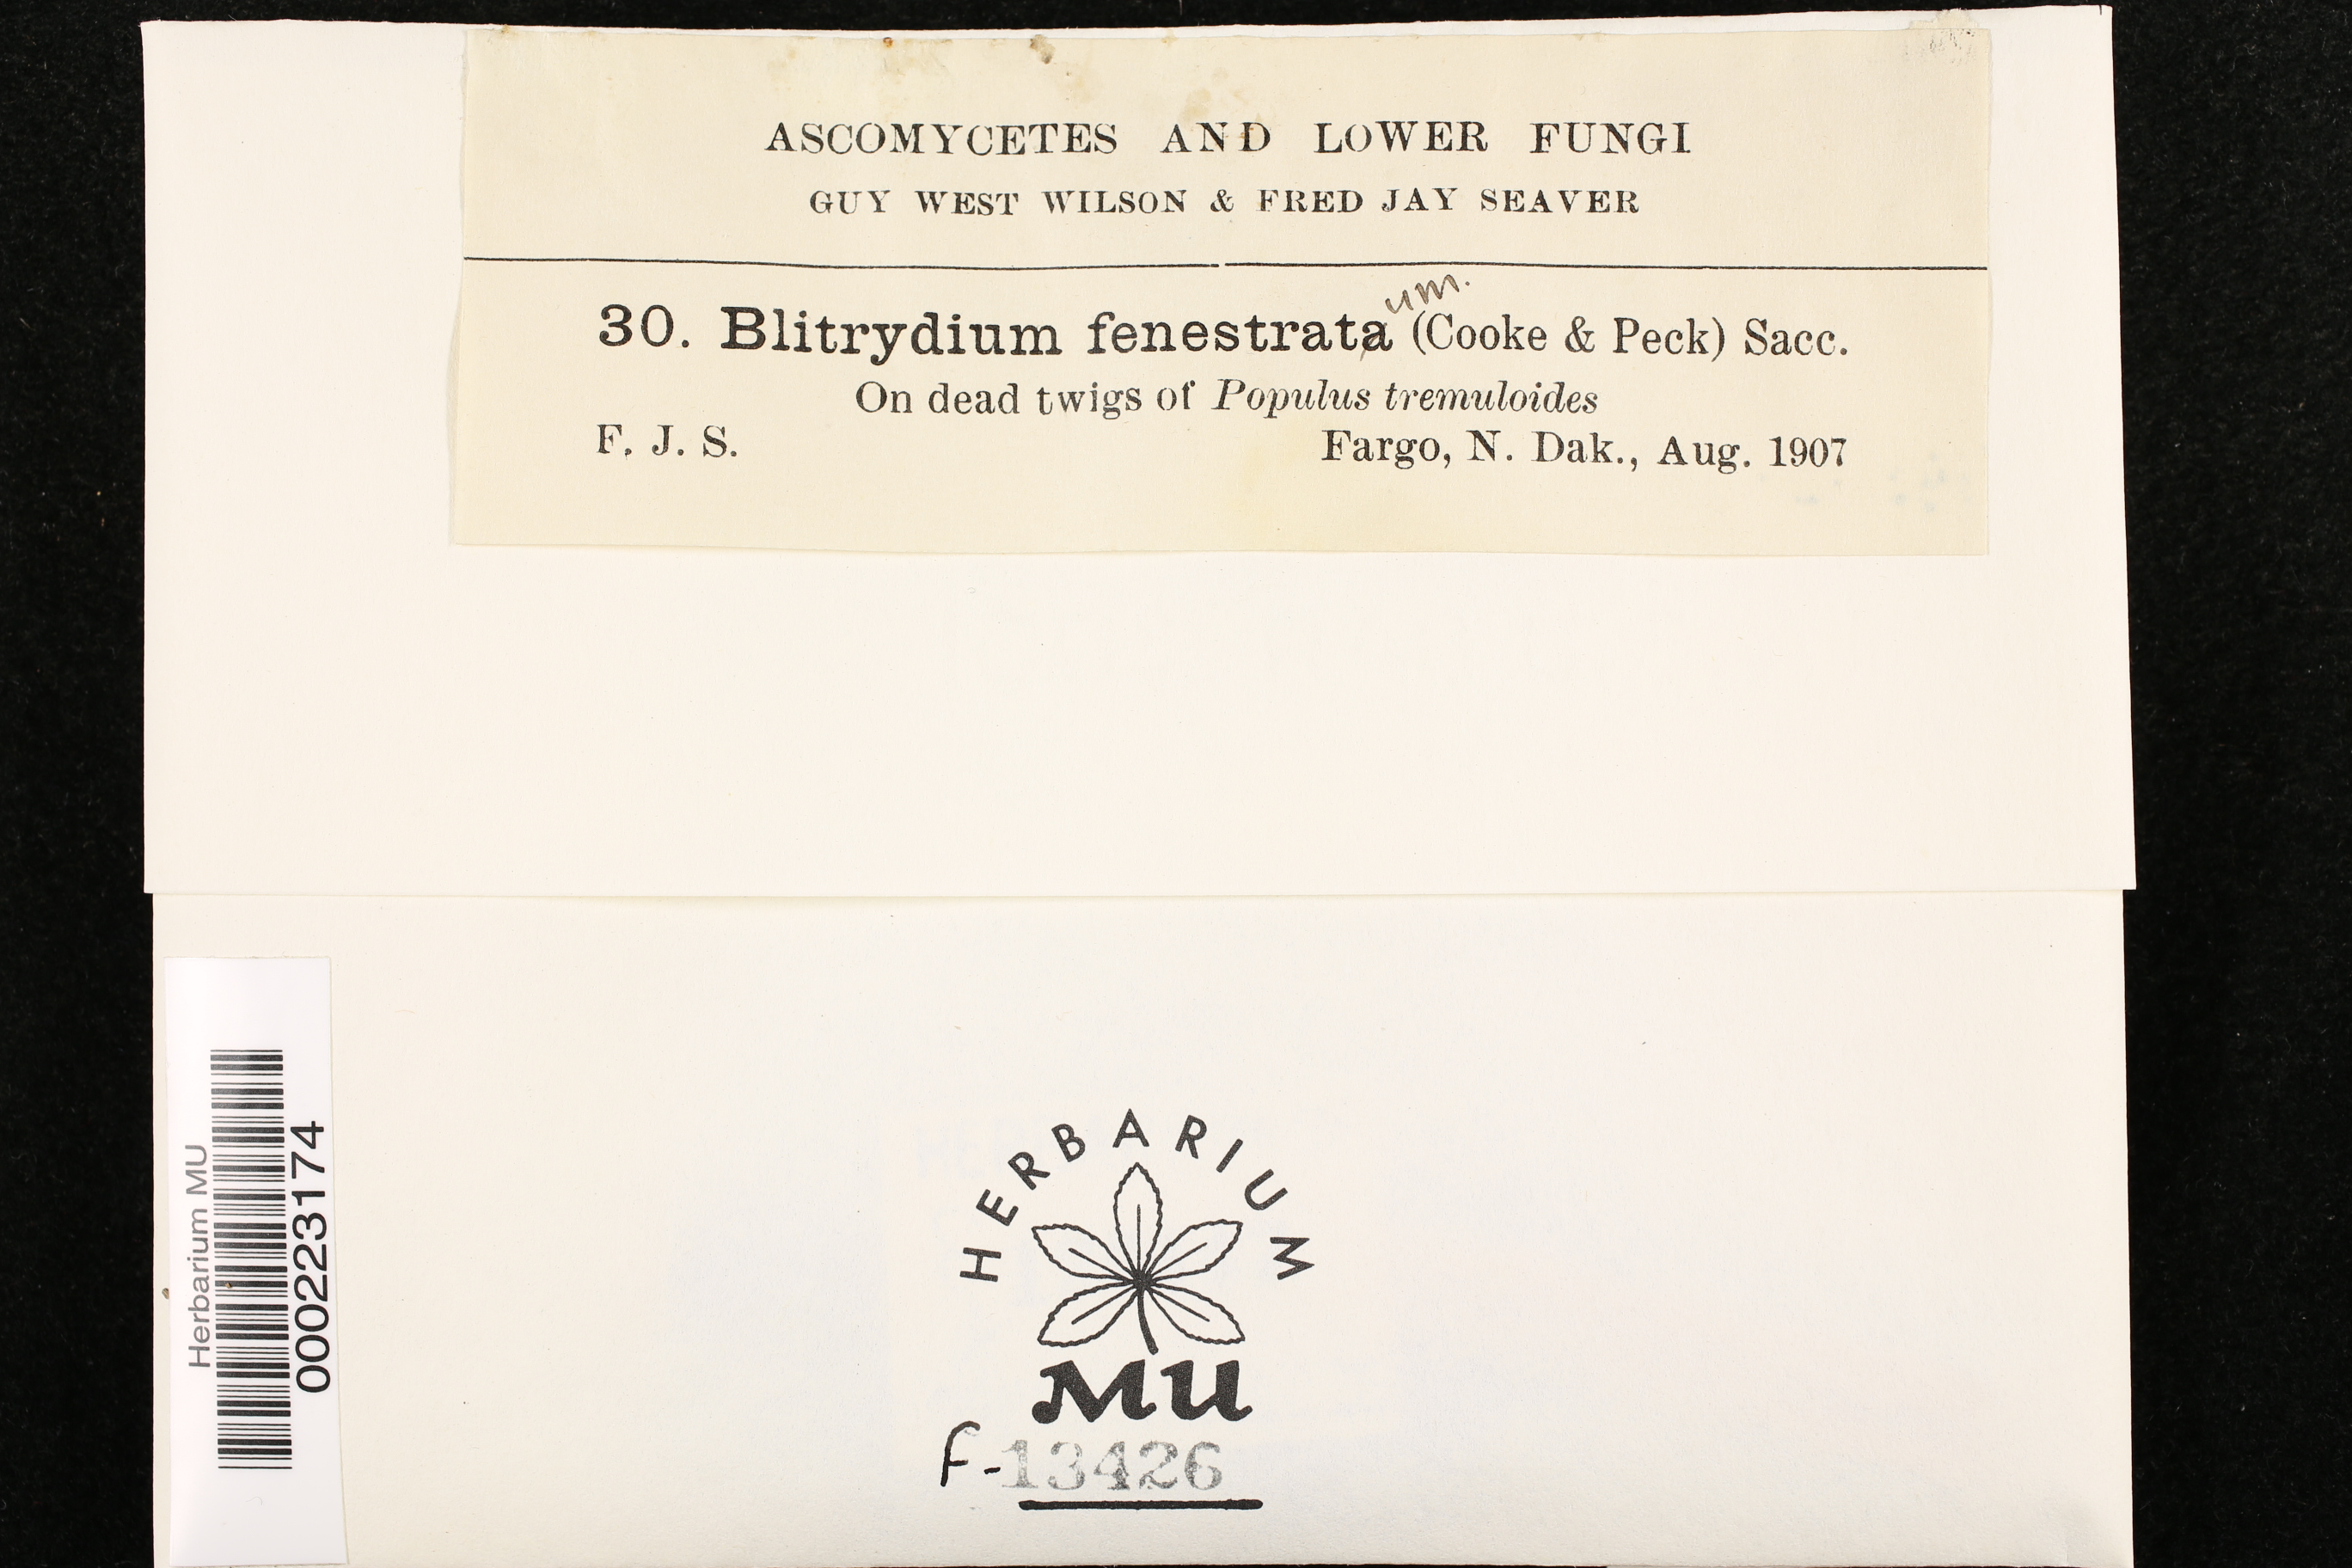 ASCOMYCETES AND LOWER FUNGI
GUY WEST WILSON & FRED JAY SEAVER
um.
30. Blitrydium fenestrata (Cooke & Peck) Sacc.
On dead twigs of Populus tremuloides
F. J. S. Fargo, N. Dak., Aug. 1907
Herbarium MU
000223174
HERBARIUM
MU
F-13426